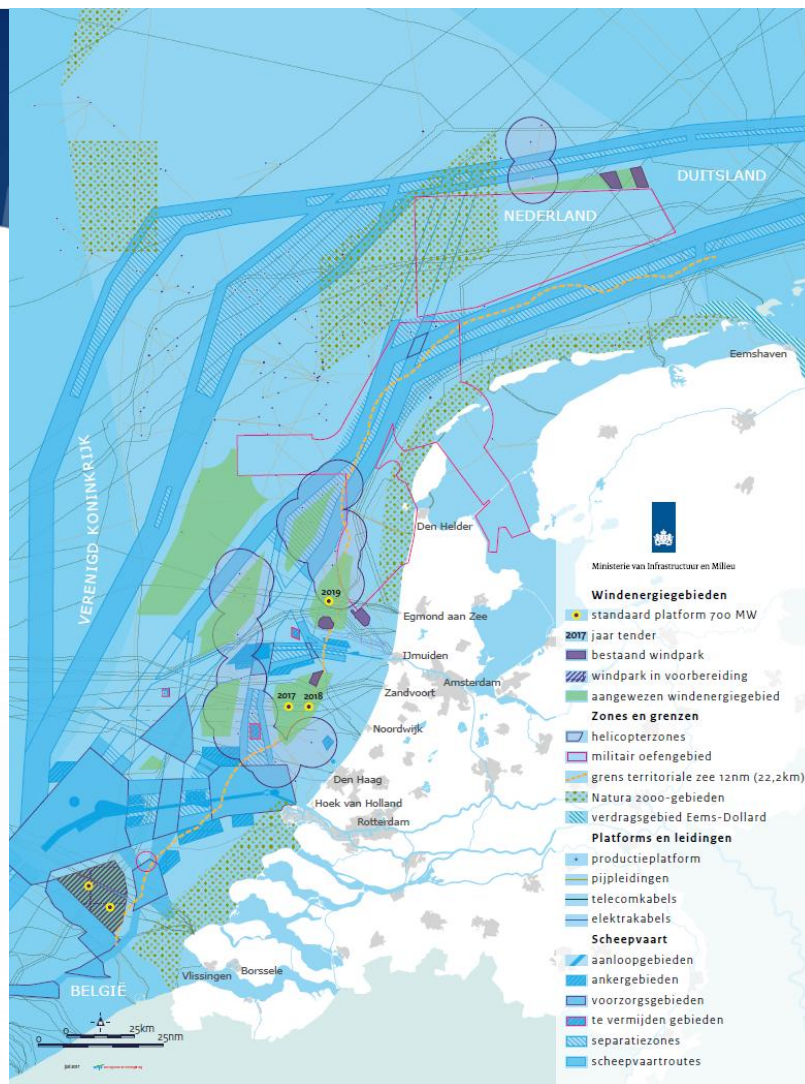 DUITSLAND
NEDERLAND
VERENIGD KONINKRIJK
Eemshaven
Den Helder
2019
Egmond aan Zee
IJmuiden
Amsterdam
Zandvoort
2017
2018
Noordwijk
Den Haag
Hoek van Holland
Rotterdam
Vlissingen
Borssele
BELGIË
0 25km
0 25nm
Ministerie van Infrastructuur en Milieu
Windenergiegebieden
standaard platform 700 MW
2017 jaar tender
bestaand windpark
windpark in voorbereiding
aangewezen windenergiegebied
Zones en grenzen
helicopterzones
militair oefengebied
grens territoriale zee 12nm (22,2km)
Natura 2000-gebieden
verdragsgebied Eems-Dollard
Platforms en leidingen
productieplatform
pijpleidingen
telecomkabels
elektrakabels
Scheepvaart
aanloopgebieden
ankergebieden
voorzorgsgebieden
te vermijden gebieden
separatiezones
scheepvaartroutes